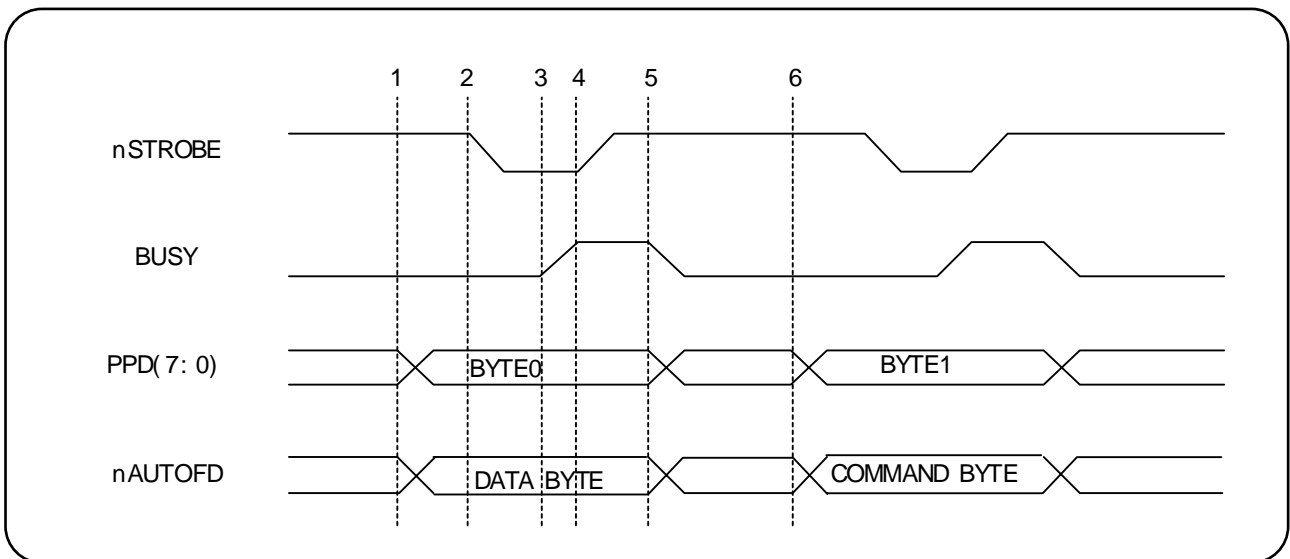 1 2 3 4 5 6
nSTROBE
BUSY
PPD(7:0) BYTE0 BYTE1
nAUTOFD DATA BYTE COMMAND BYTE